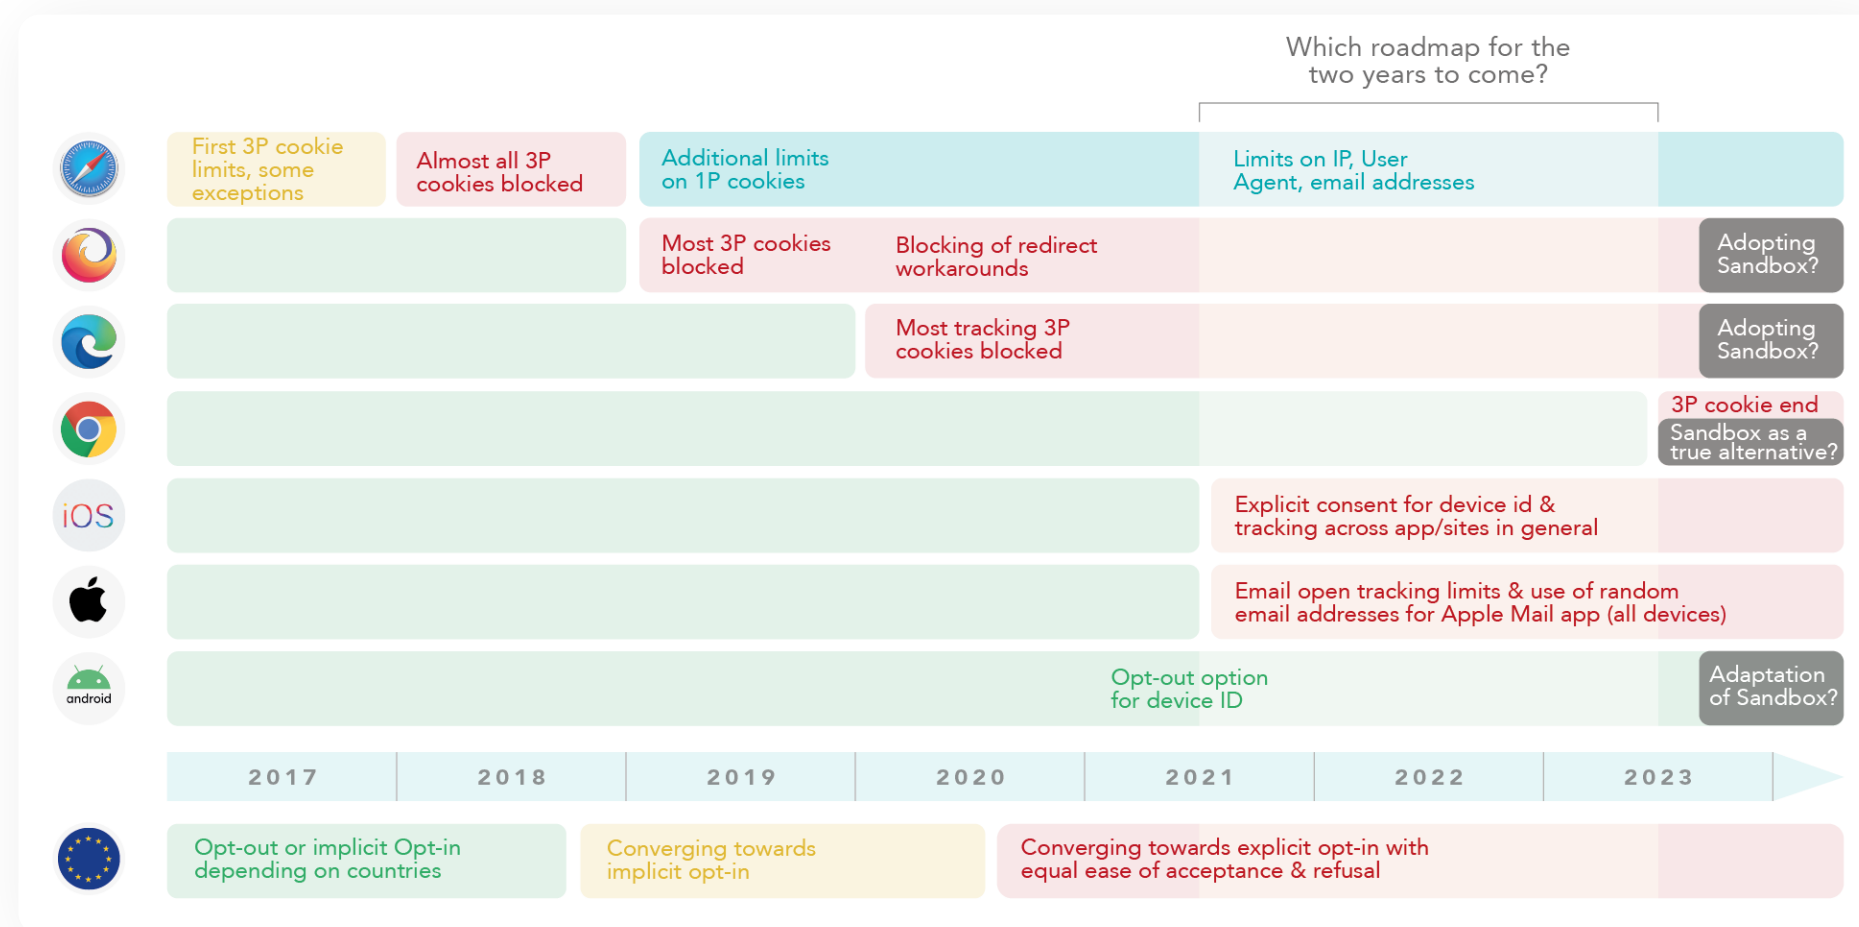 Which roadmap for the
two years to come?
First 3P cookie
limits, some
exceptions
Almost all 3P
cookies blocked
Additional limits
on 1P cookies
Limits on IP, User
Agent, email addresses
Most 3P cookies
blocked
Blocking of redirect
workarounds
Adopting
Sandbox?
Most tracking 3P
cookies blocked
Adopting
Sandbox?
3P cookie end
Sandbox as a
true alternative?
iOS
Explicit consent for device id &
tracking across app/sites in general
Email open tracking limits & use of random
email addresses for Apple Mail app (all devices)
android
Opt-out option
for device ID
Adaptation
of Sandbox?
2017 2018 2019 2020 2021 2022 2023
Opt-out or implicit Opt-in
depending on countries
Converging towards
implicit opt-in
Converging towards explicit opt-in with
equal ease of acceptance & refusal